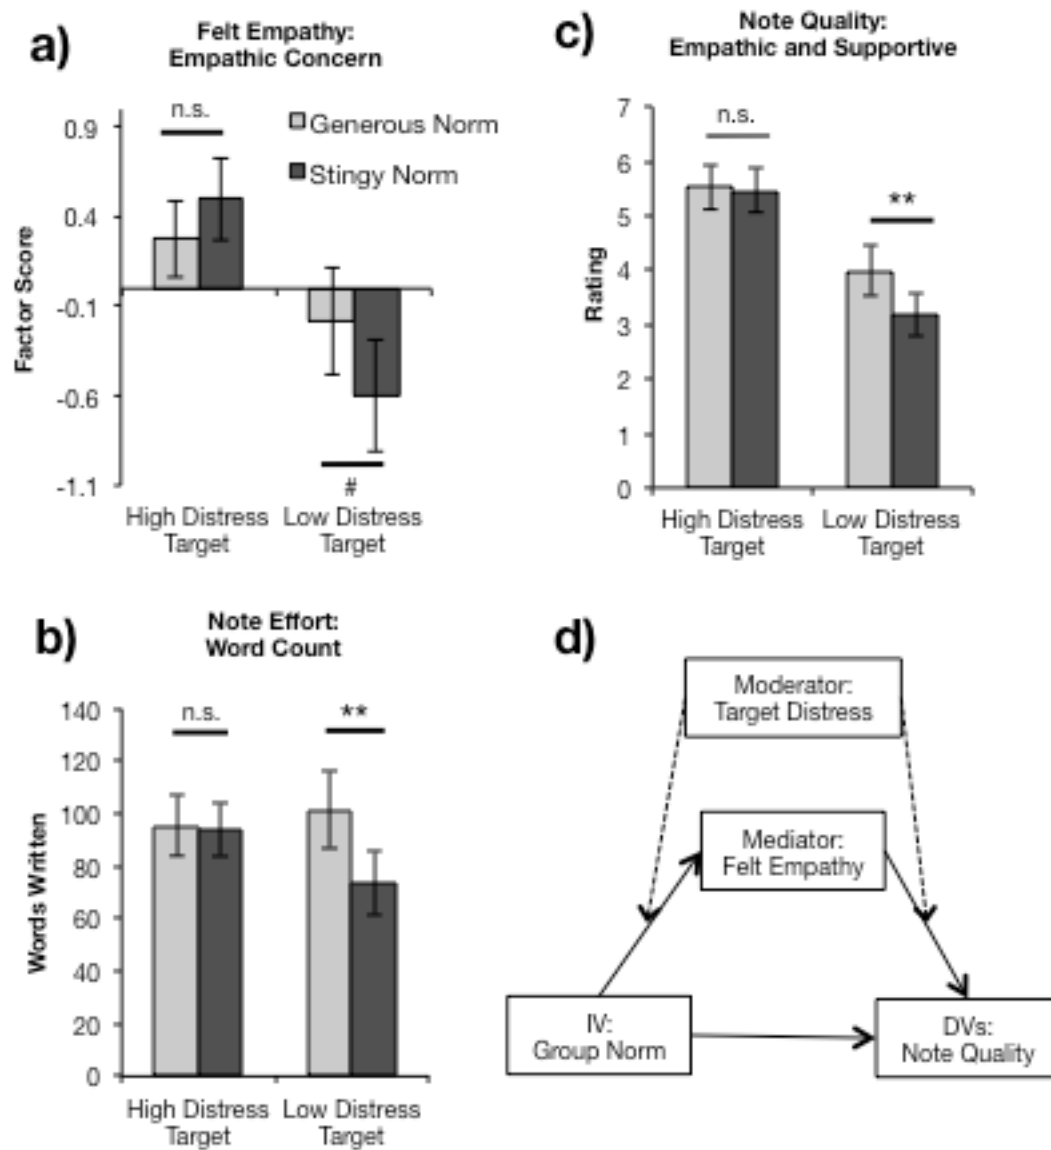 a)
Felt Empathy:
Empathic Concern
n.s.
Generous Norm
Stingy Norm
0.9
0.4
-0.1
-0.6
-1.1
Factor Score
#
High Distress Target
Low Distress Target
c)
Note Quality:
Empathic and Supportive
7
6
5
4
3
2
1
0
Rating
n.s.
**
High Distress Target
Low Distress Target
b)
Note Effort:
Word Count
140
120
100
80
60
40
20
0
Words Written
n.s.
**
High Distress Target
Low Distress Target
d)
Moderator:
Target Distress
Mediator:
Felt Empathy
IV:
Group Norm
DVs:
Note Quality